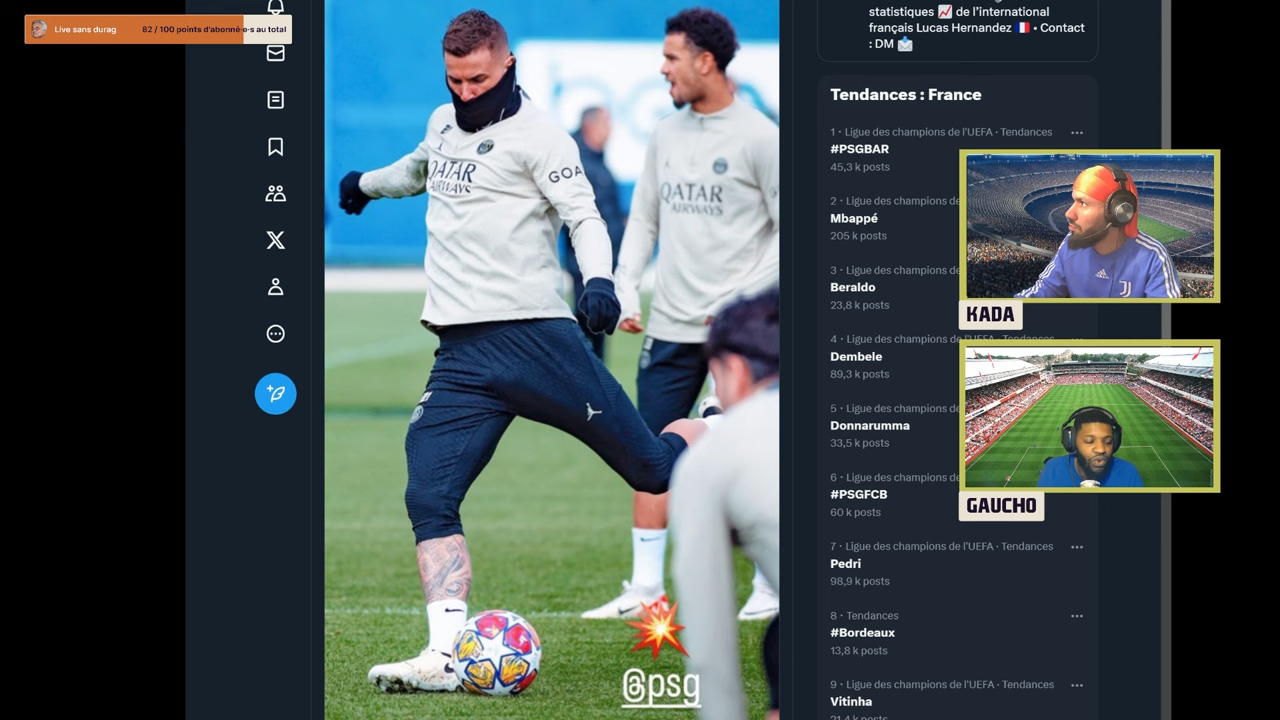 Live sans durag
82 / 100 points d'abonné·e·s au total
QATAR
AIRWAYS
GOA
QATAR
AIRWAYS
@psg
statistiques 📈 de l'international
français Lucas Hernandez 🇫🇷 • Contact
: DM 📩
Tendances : France
1 · Ligue des champions de l'UEFA · Tendances
#PSGBAR
45,3 k posts
2 · Ligue des champions de
Mbappé
205 k posts
3 · Ligue des champions de
Beraldo
23,8 k posts
4 · Ligue des champions de l'UEFA · Tendances
Dembele
89,3 k posts
5 · Ligue des champions de
Donnarumma
33,5 k posts
6 · Ligue des champions de
#PSGFCB
60 k posts
7 · Ligue des champions de l'UEFA · Tendances
Pedri
98,9 k posts
8 · Tendances
#Bordeaux
13,8 k posts
9 · Ligue des champions de l'UEFA · Tendances
Vitinha
21,4 k posts
KADA
GAUCHO